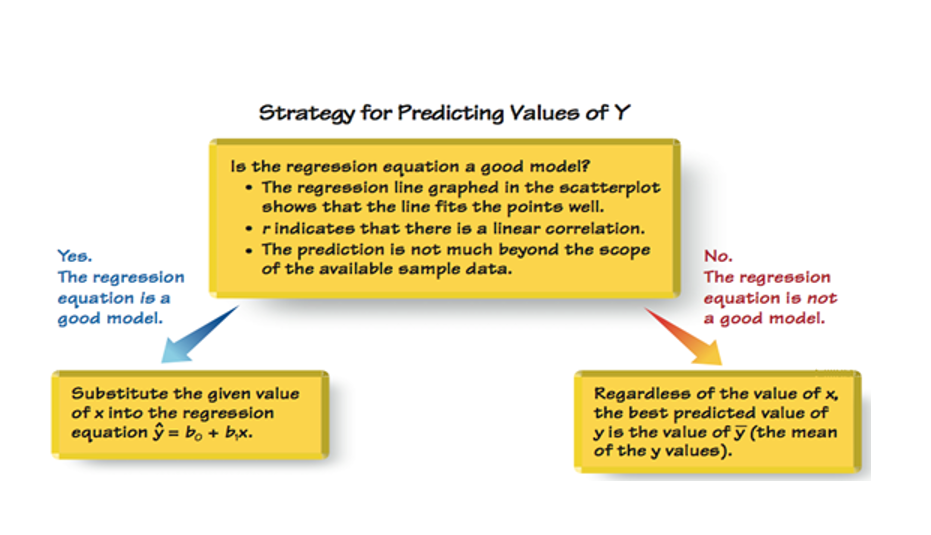 Strategy for Predicting Values of Y
Is the regression equation a good model?
• The regression line graphed in the scatterplot
shows that the line fits the points well.
• r indicates that there is a linear correlation.
• The prediction is not much beyond the scope
of the available sample data.
Yes.
The regression
equation is a
good model.
No.
The regression
equation is not
a good model.
Substitute the given value
of x into the regression
equation ŷ = b₀ + b₁x.
Regardless of the value of x,
the best predicted value of
y is the value of y̅ (the mean
of the y values).